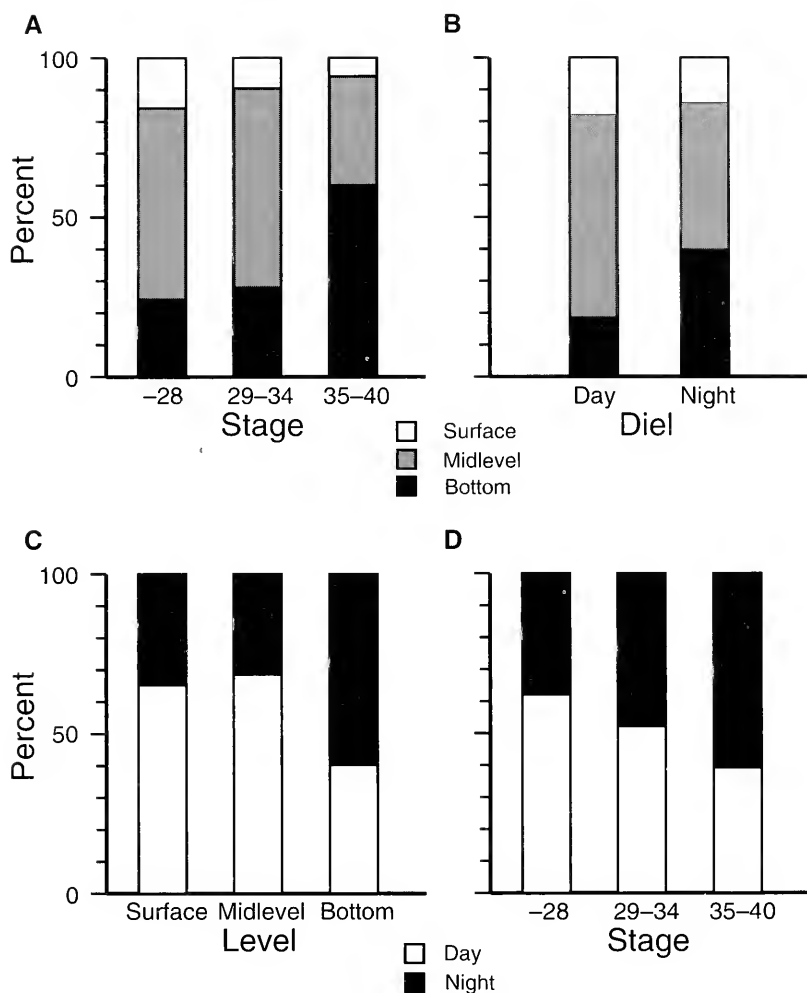 A
B
100
50
0
Percent
–28 29–34 35–40
Stage
Day Night
Diel
Surface
Midlevel
Bottom
C
D
100
50
0
Percent
Surface Midlevel Bottom
Level
–28 29–34 35–40
Stage
Day
Night